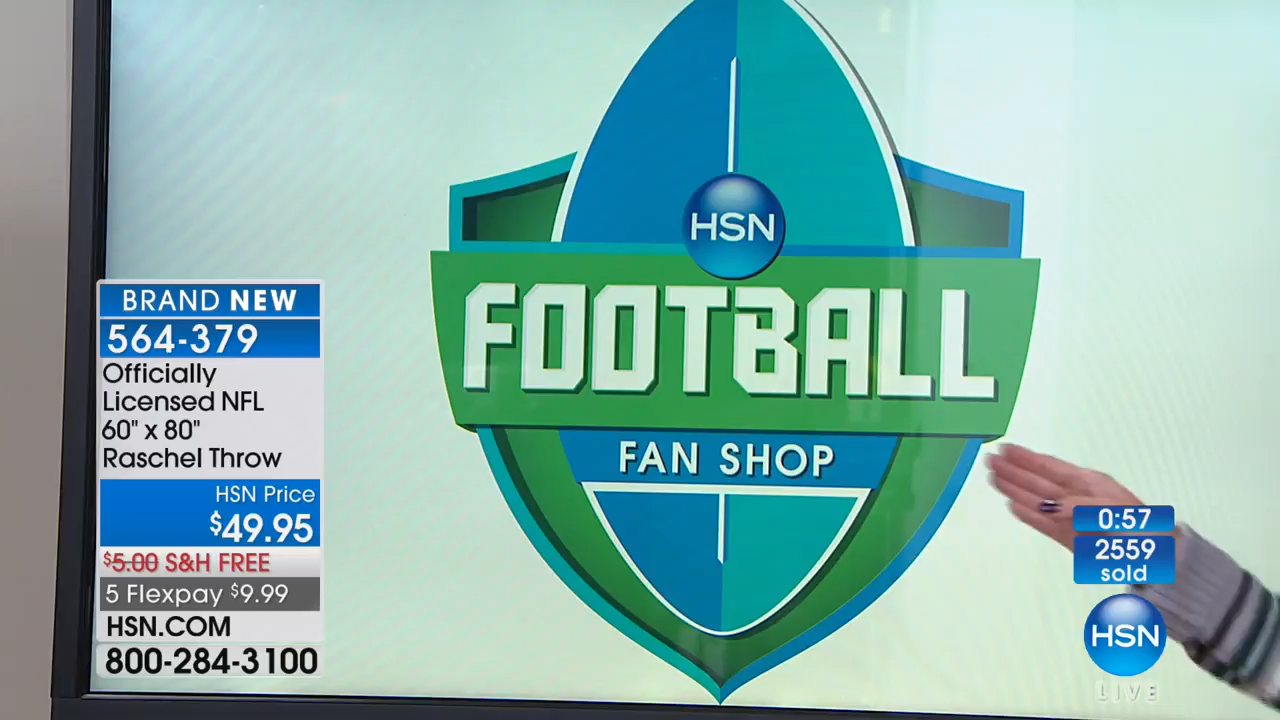 HSN
FOOTBALL
FAN SHOP
BRAND NEW
564-379
Officially
Licensed NFL
60" x 80"
Raschel Throw
HSN Price
$49.95
$5.00 S&H FREE
5 Flexpay $9.99
HSN.COM
800-284-3100
0:57
2559
sold
HSN
LIVE